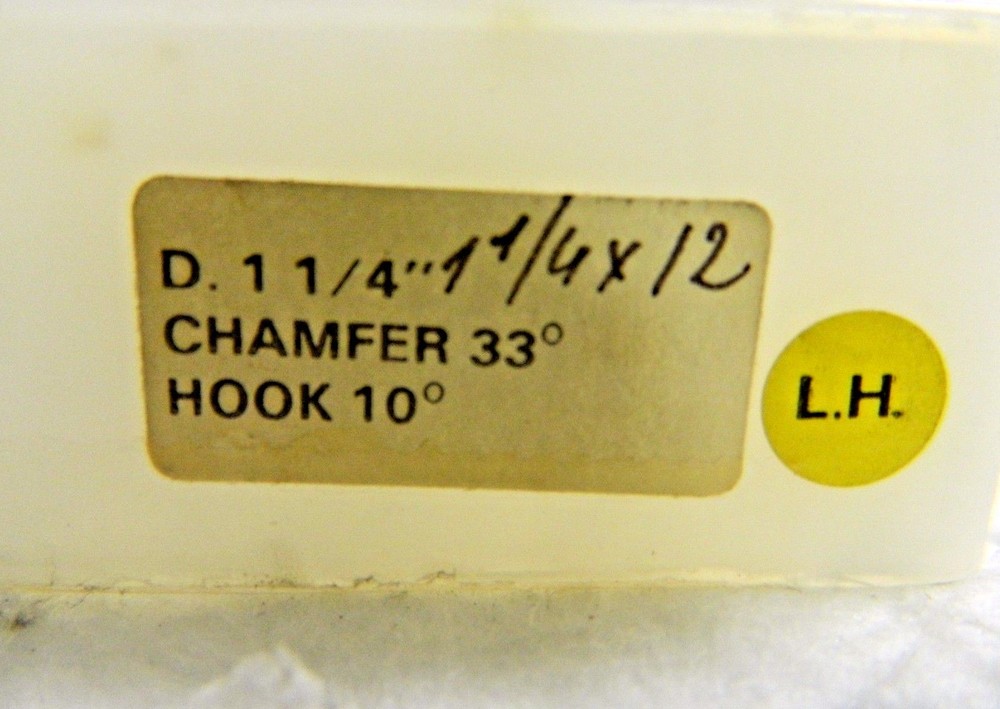 D. 1 1/4" 1 1/4 x 12
CHAMFER 33°
HOOK 10°
L.H.